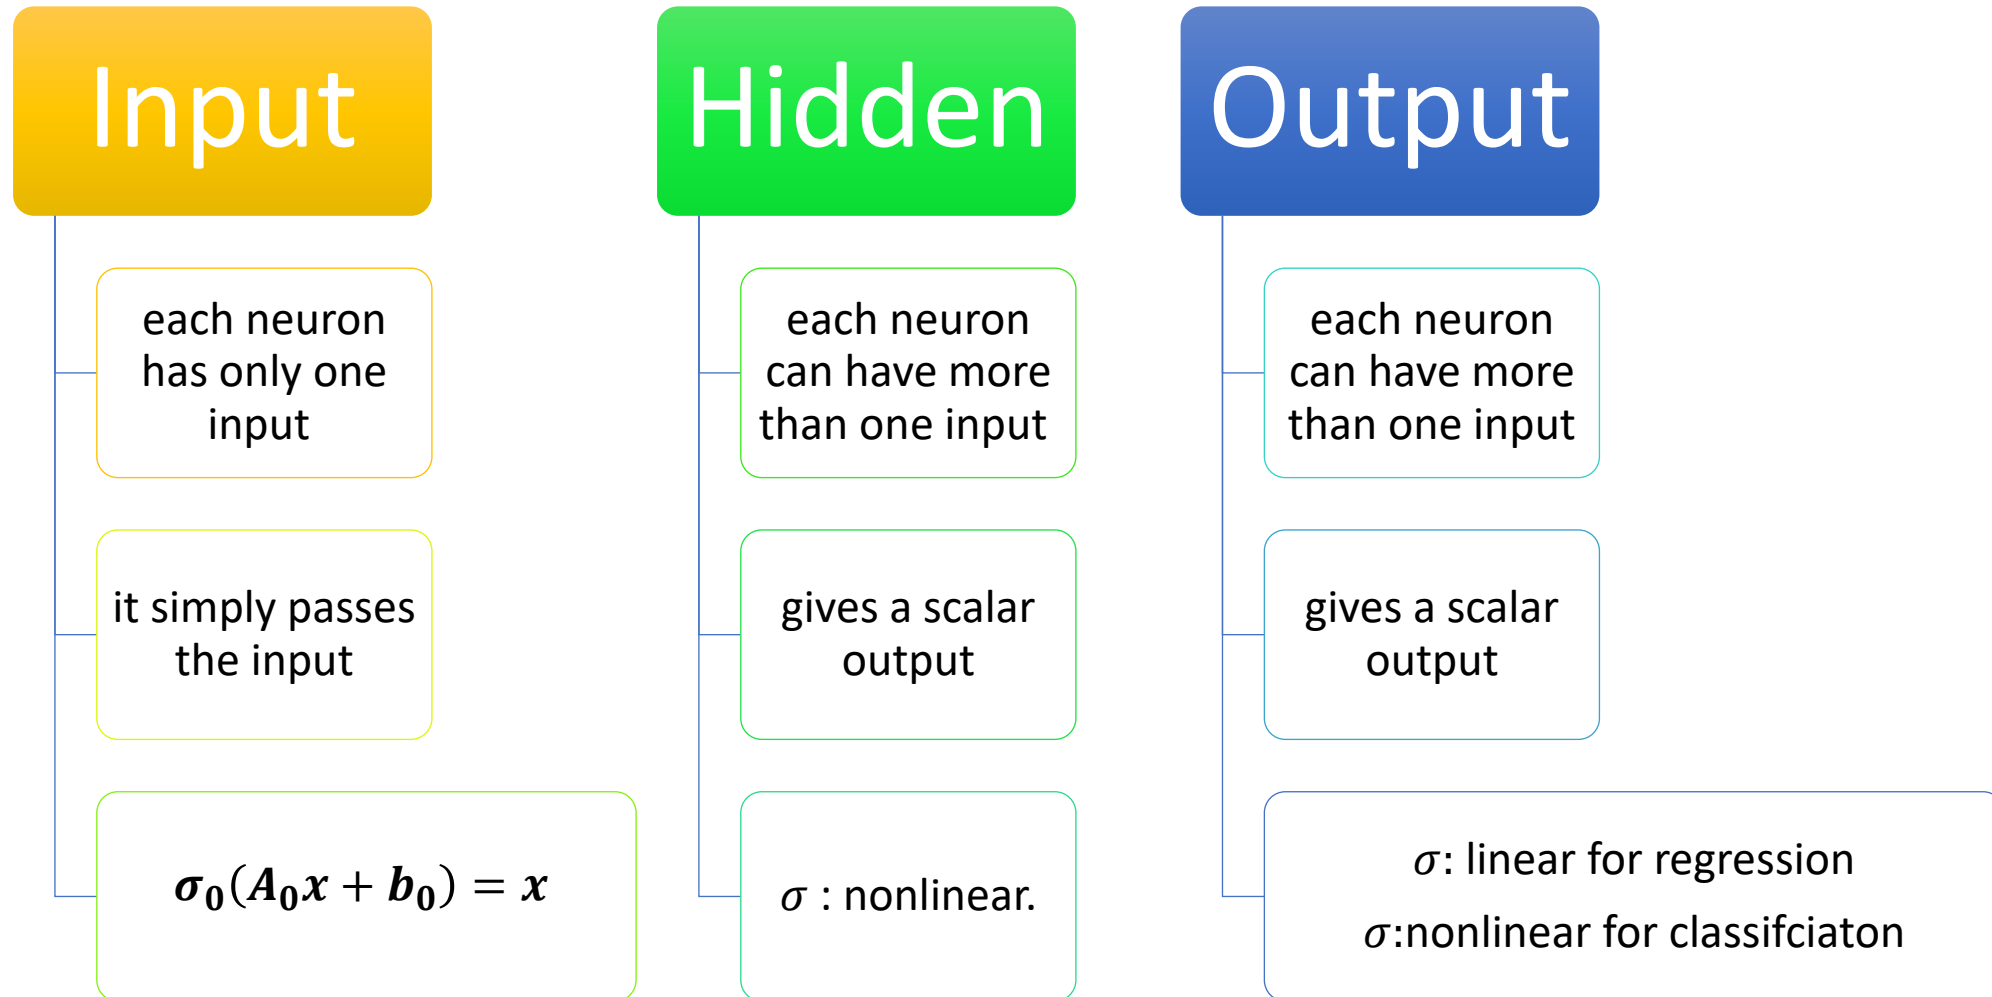 Input
each neuron
has only one
input
it simply passes
the input
𝝈₀(𝑨₀𝒙 + 𝒃₀) = 𝒙
Hidden
each neuron
can have more
than one input
gives a scalar
output
𝜎 : nonlinear.
Output
each neuron
can have more
than one input
gives a scalar
output
𝜎: linear for regression
𝜎:nonlinear for classifciaton